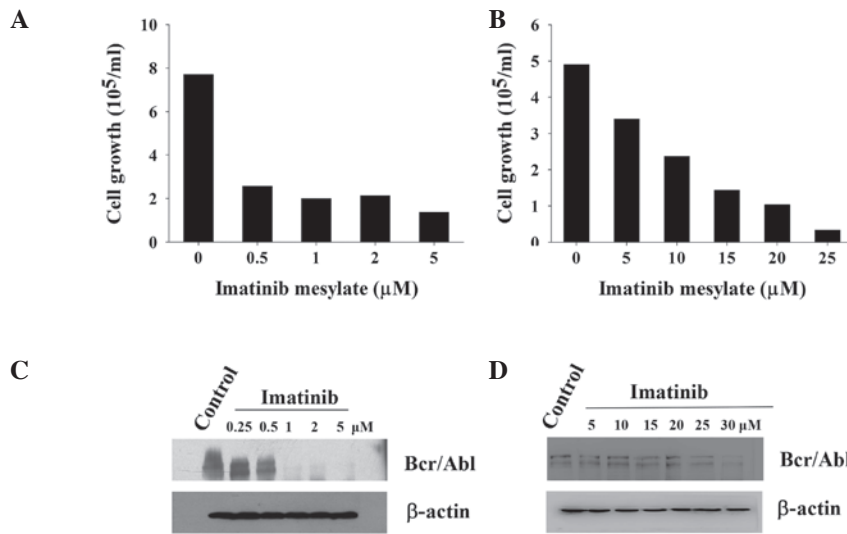 A
B
Cell growth (10⁵/ml)
10
8
6
4
2
0
0 0.5 1 2 5
Imatinib mesylate (μM)
Cell growth (10⁵/ml)
6
5
4
3
2
1
0
0 5 10 15 20 25
Imatinib mesylate (μM)
C
Control
Imatinib
0.25 0.5 1 2 5 μM
Bcr/Abl
β-actin
D
Control
Imatinib
5 10 15 20 25 30 μM
Bcr/Abl
β-actin